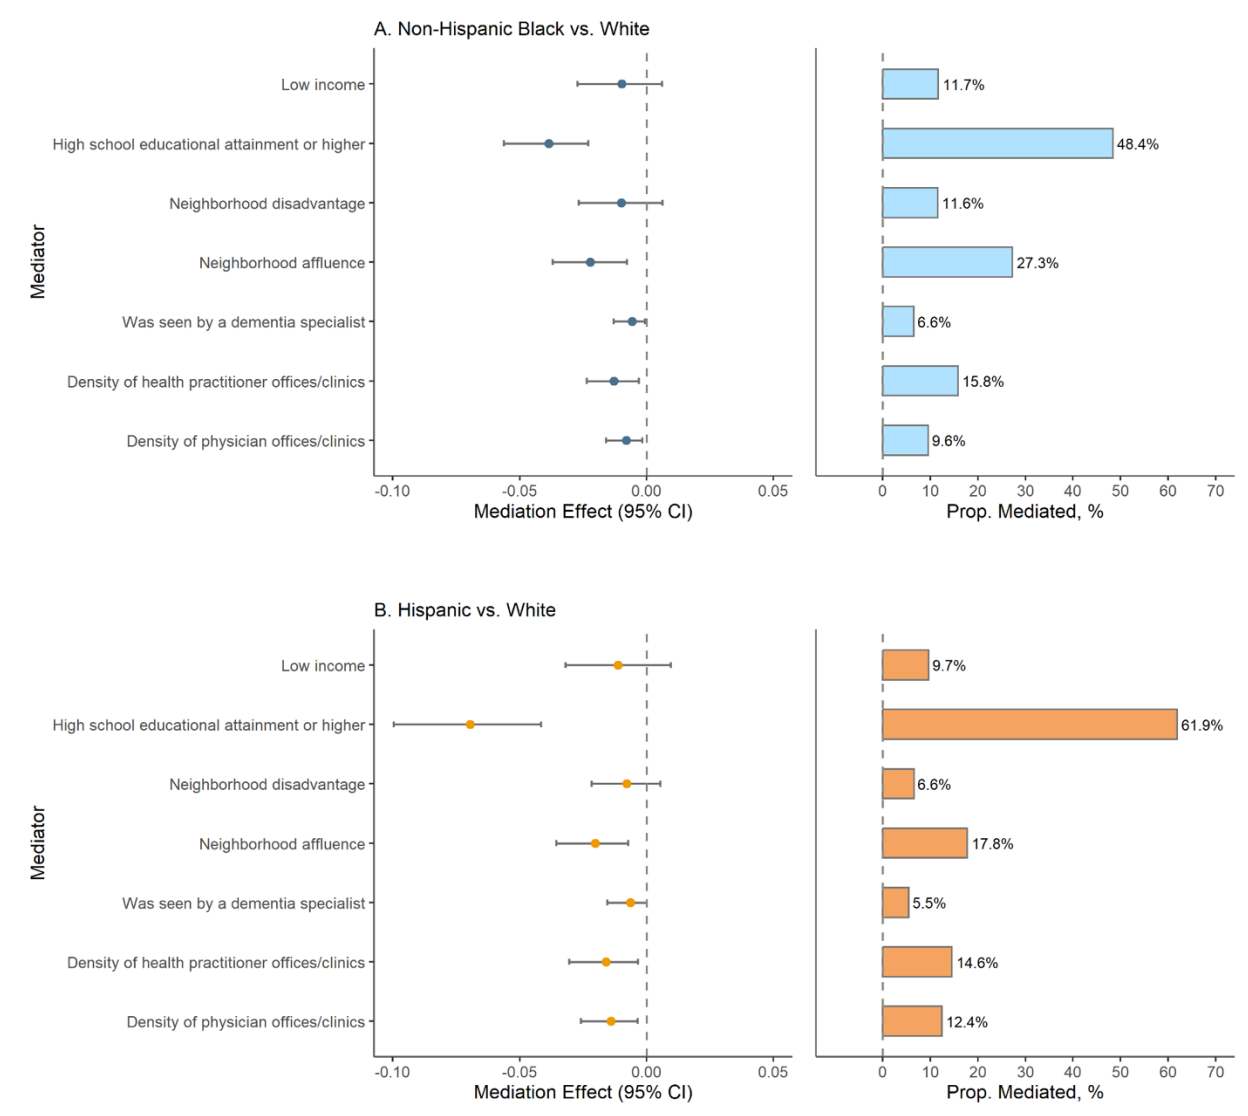 A. Non-Hispanic Black vs. White
Mediator
Low income
11.7%
High school educational attainment or higher
48.4%
Neighborhood disadvantage
11.6%
Neighborhood affluence
27.3%
Was seen by a dementia specialist
6.6%
Density of health practitioner offices/clinics
15.8%
Density of physician offices/clinics
9.6%
-0.10 -0.05 0.00 0.05
0 10 20 30 40 50 60 70
Mediation Effect (95% CI)
Prop. Mediated, %
B. Hispanic vs. White
Mediator
Low income
9.7%
High school educational attainment or higher
61.9%
Neighborhood disadvantage
6.6%
Neighborhood affluence
17.8%
Was seen by a dementia specialist
5.5%
Density of health practitioner offices/clinics
14.6%
Density of physician offices/clinics
12.4%
-0.10 -0.05 0.00 0.05
0 10 20 30 40 50 60 70
Mediation Effect (95% CI)
Prop. Mediated, %